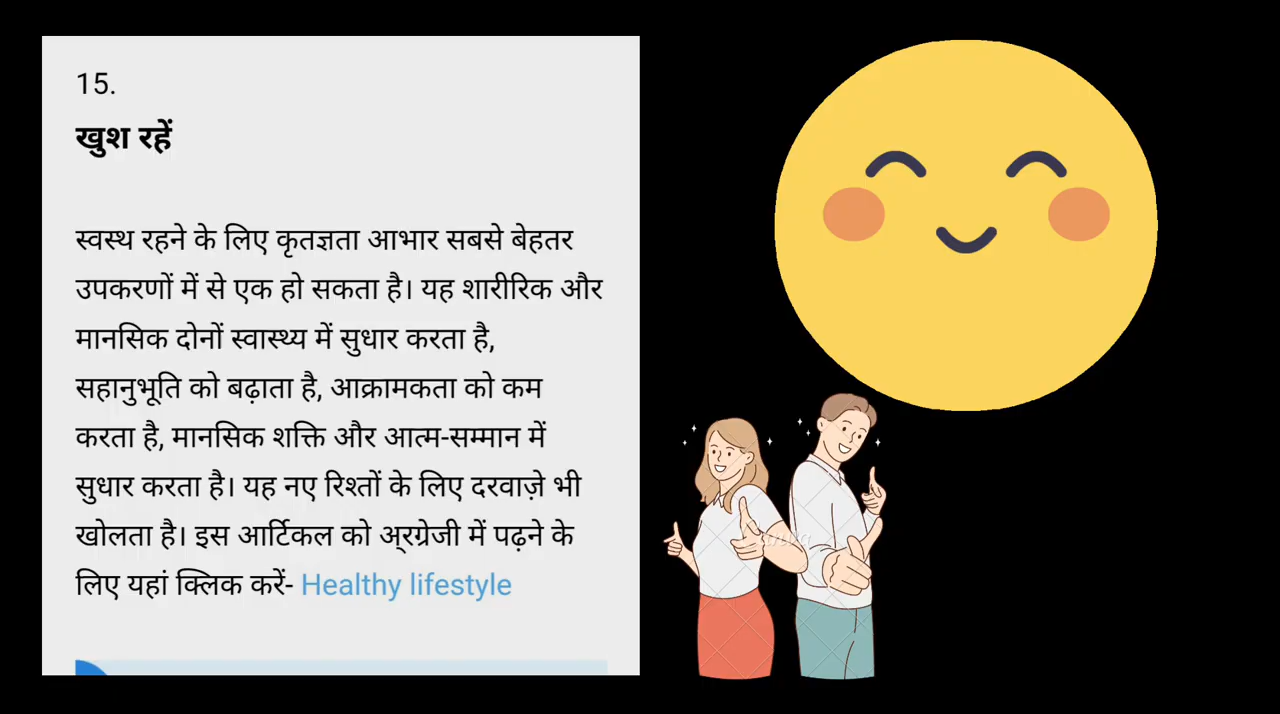 15.
खुश रहें
स्वस्थ रहने के लिए कृतज्ञता आभार सबसे बेहतर
उपकरणों में से एक हो सकता है। यह शारीरिक और
मानसिक दोनों स्वास्थ्य में सुधार करता है,
सहानुभूति को बढ़ाता है, आक्रामकता को कम
करता है, मानसिक शक्ति और आत्म-सम्मान में
सुधार करता है। यह नए रिश्तों के लिए दरवाज़े भी
खोलता है। इस आर्टिकल को अ्रग्रेजी में पढ़ने के
लिए यहां क्लिक करें- Healthy lifestyle